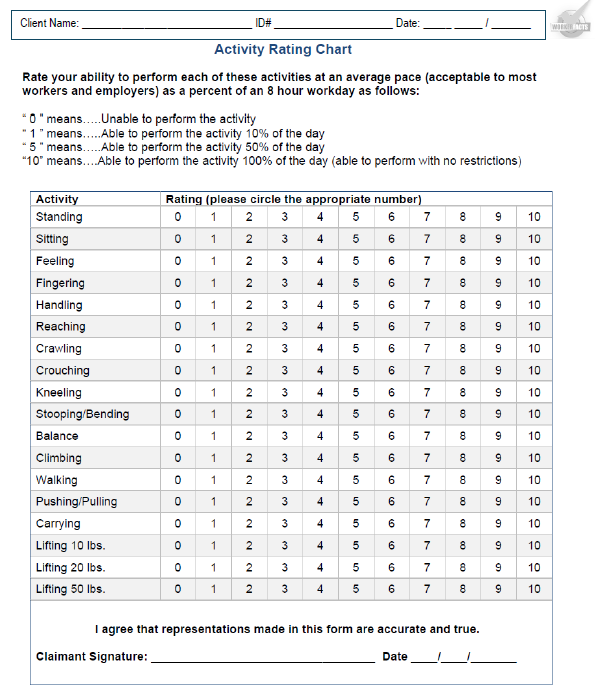 Client Name: ____________________ ID# ____________________ Date: ____ ____ / ______
Activity Rating Chart
Rate your ability to perform each of these activities at an average pace (acceptable to most
workers and employers) as a percent of an 8 hour workday as follows:
“ 0 ” means…..Unable to perform the activity
“ 1 ” means…..Able to perform the activity 10% of the day
“ 5 ” means…..Able to perform the activity 50% of the day
“10” means….Able to perform the activity 100% of the day (able to perform with no restrictions)
Activity Rating (please circle the appropriate number)
Standing 0 1 2 3 4 5 6 7 8 9 10
Sitting 0 1 2 3 4 5 6 7 8 9 10
Feeling 0 1 2 3 4 5 6 7 8 9 10
Fingering 0 1 2 3 4 5 6 7 8 9 10
Handling 0 1 2 3 4 5 6 7 8 9 10
Reaching 0 1 2 3 4 5 6 7 8 9 10
Crawling 0 1 2 3 4 5 6 7 8 9 10
Crouching 0 1 2 3 4 5 6 7 8 9 10
Kneeling 0 1 2 3 4 5 6 7 8 9 10
Stooping/Bending 0 1 2 3 4 5 6 7 8 9 10
Balance 0 1 2 3 4 5 6 7 8 9 10
Climbing 0 1 2 3 4 5 6 7 8 9 10
Walking 0 1 2 3 4 5 6 7 8 9 10
Pushing/Pulling 0 1 2 3 4 5 6 7 8 9 10
Carrying 0 1 2 3 4 5 6 7 8 9 10
Lifting 10 lbs. 0 1 2 3 4 5 6 7 8 9 10
Lifting 20 lbs. 0 1 2 3 4 5 6 7 8 9 10
Lifting 50 lbs. 0 1 2 3 4 5 6 7 8 9 10
I agree that representations made in this form are accurate and true.
Claimant Signature: ____________________ Date ____/____/______